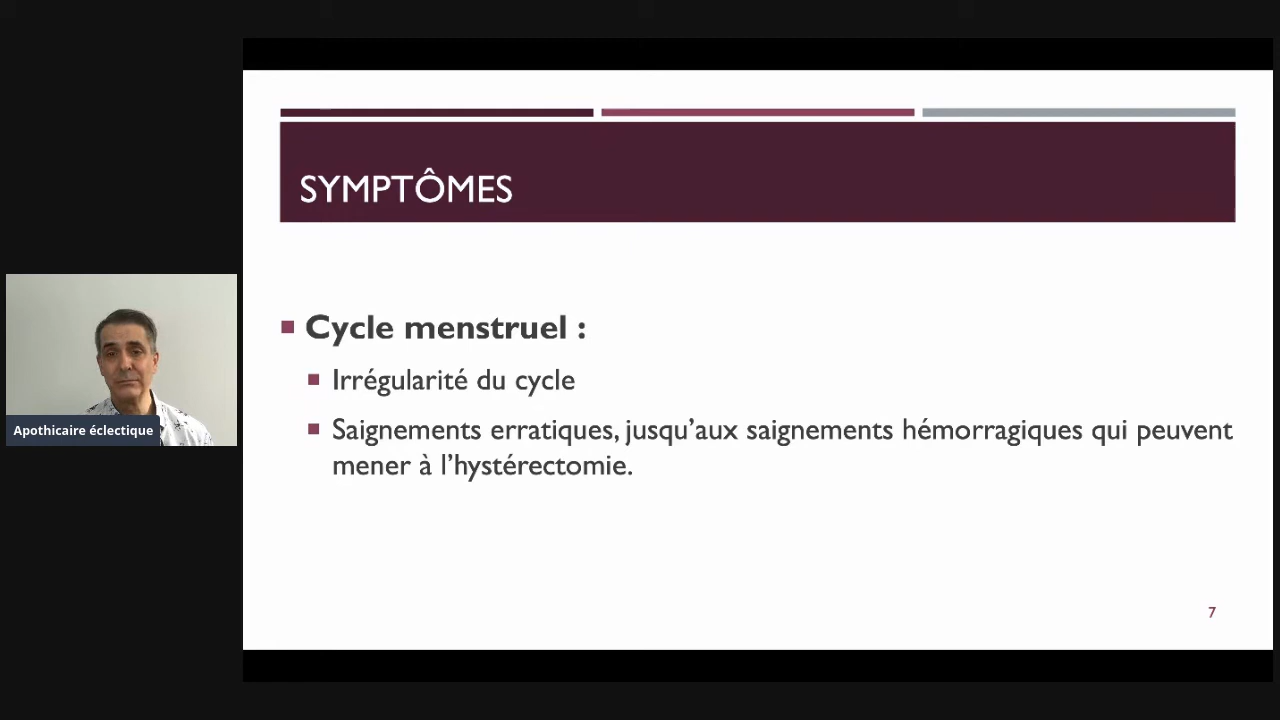 SYMPTÔMES
Cycle menstruel :
Irrégularité du cycle
Saignements erratiques, jusqu’aux saignements hémorragiques qui peuvent
mener à l’hystérectomie.
Apothicaire éclectique
7